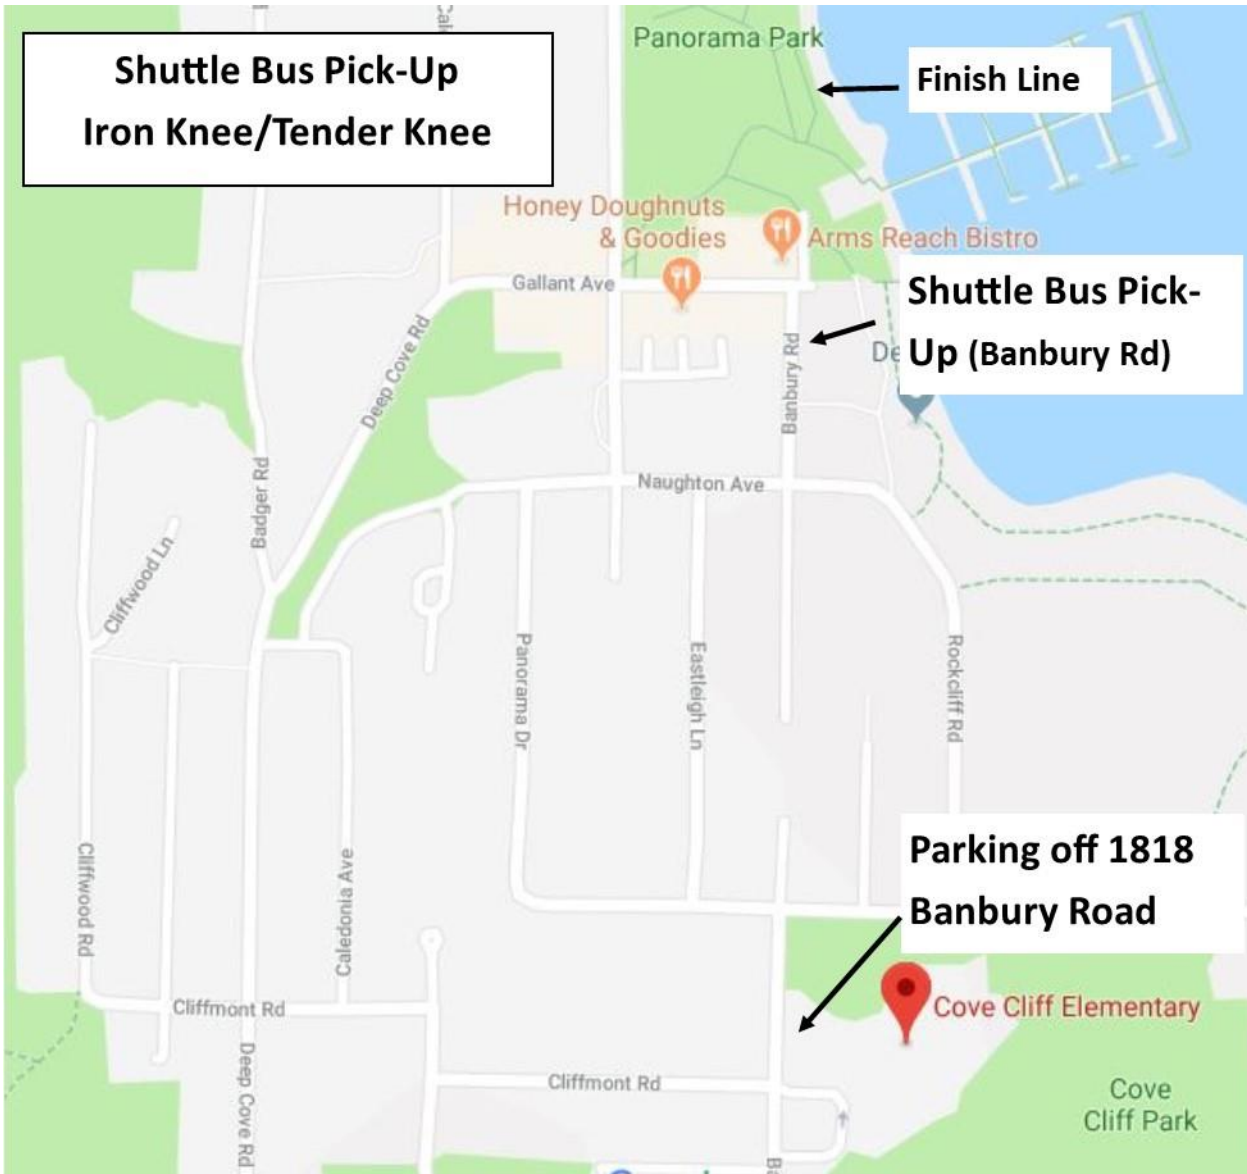 Shuttle Bus Pick-Up
Iron Knee/Tender Knee
Panorama Park
Finish Line
Honey Doughnuts
& Goodies
Arms Reach Bistro
Gallant Ave
Shuttle Bus Pick-
Up (Banbury Rd)
De
Deep Cove Rd
Banbury Rd
Badger Rd
Naughton Ave
Cliffwood Ln
Panorama Dr
Eastleigh Ln
Rockcliff Rd
Parking off 1818
Banbury Road
Cliffwood Rd
Caledonia Ave
Cliffmont Rd
Cove Cliff Elementary
Deep Cove Rd
Cliffmont Rd
Cove
Cliff Park